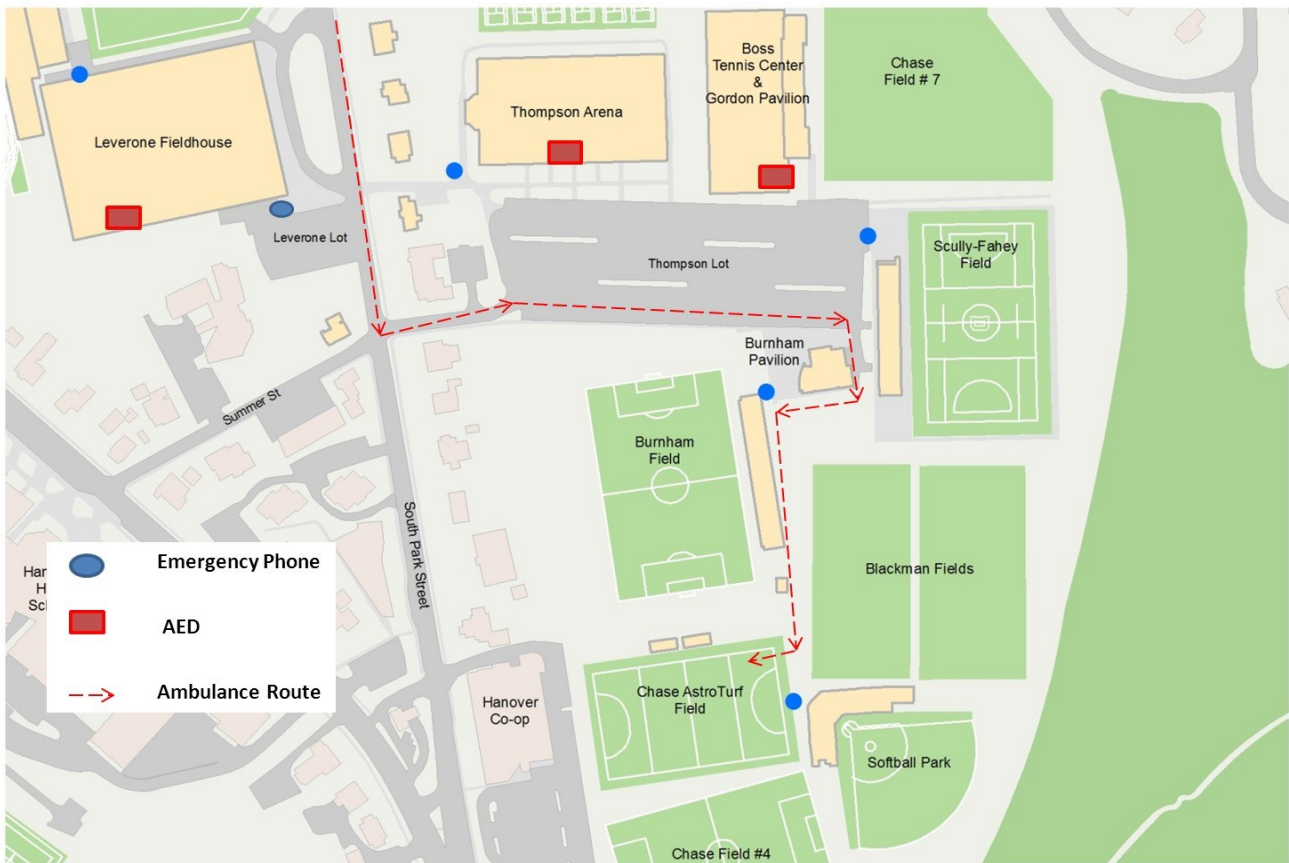 Boss
Tennis Center
&
Gordon Pavilion
Chase
Field # 7
Thompson Arena
Leverone Fieldhouse
Leverone Lot
Thompson Lot
Scully-Fahey
Field
Burnham
Pavilion
Summer St
Burnham
Field
South Park Street
Blackman Fields
Emergency Phone
AED
Ambulance Route
Han
H
Sc
Hanover
Co-op
Chase AstroTurf
Field
Softball Park
Chase Field #4